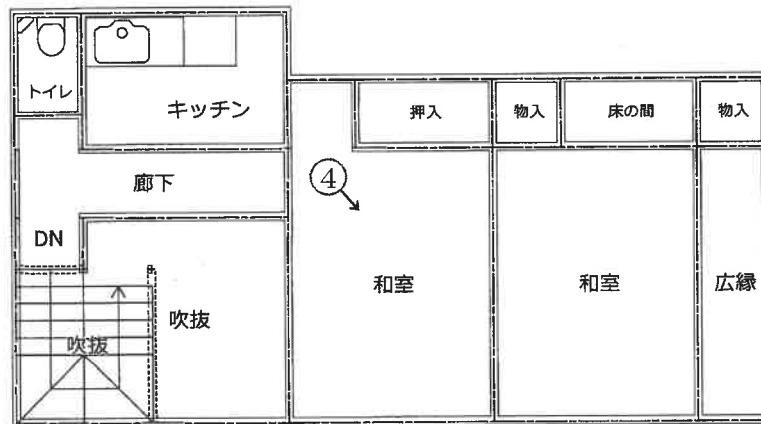 トイレ
キッチン
押入
物入
床の間
物入
廊下
④
DN
和室
和室
広縁
吹抜
吹抜